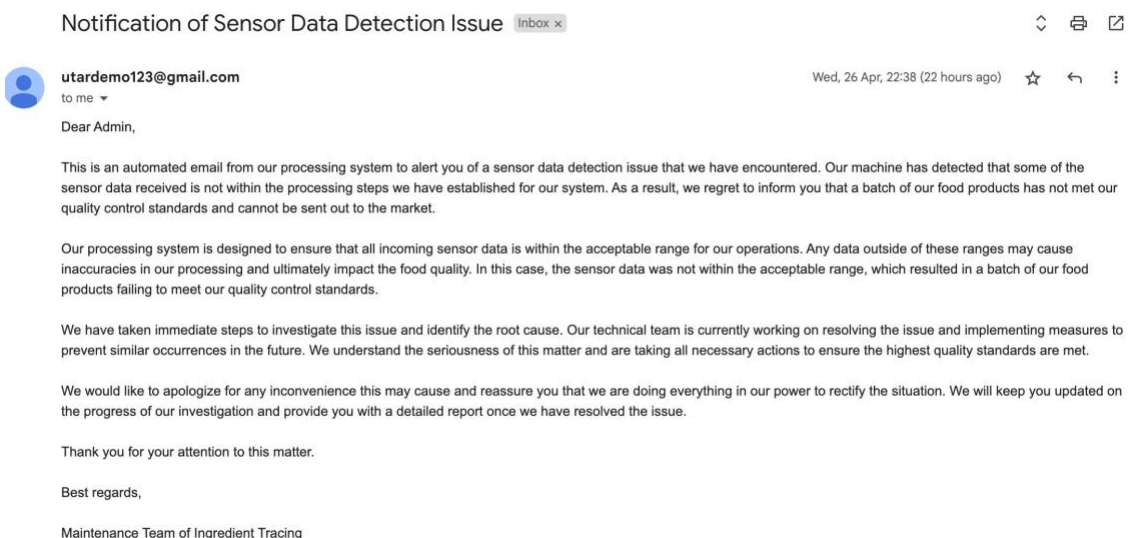 Notification of Sensor Data Detection Issue Inbox ×
utardemo123@gmail.com Wed, 26 Apr, 22:38 (22 hours ago)
to me
Dear Admin,
This is an automated email from our processing system to alert you of a sensor data detection issue that we have encountered. Our machine has detected that some of the
sensor data received is not within the processing steps we have established for our system. As a result, we regret to inform you that a batch of our food products has not met our
quality control standards and cannot be sent out to the market.
Our processing system is designed to ensure that all incoming sensor data is within the acceptable range for our operations. Any data outside of these ranges may cause
inaccuracies in our processing and ultimately impact the food quality. In this case, the sensor data was not within the acceptable range, which resulted in a batch of our food
products failing to meet our quality control standards.
We have taken immediate steps to investigate this issue and identify the root cause. Our technical team is currently working on resolving the issue and implementing measures to
prevent similar occurrences in the future. We understand the seriousness of this matter and are taking all necessary actions to ensure the highest quality standards are met.
We would like to apologize for any inconvenience this may cause and reassure you that we are doing everything in our power to rectify the situation. We will keep you updated on
the progress of our investigation and provide you with a detailed report once we have resolved the issue.
Thank you for your attention to this matter.
Best regards,
Maintenance Team of Ingredient Tracing